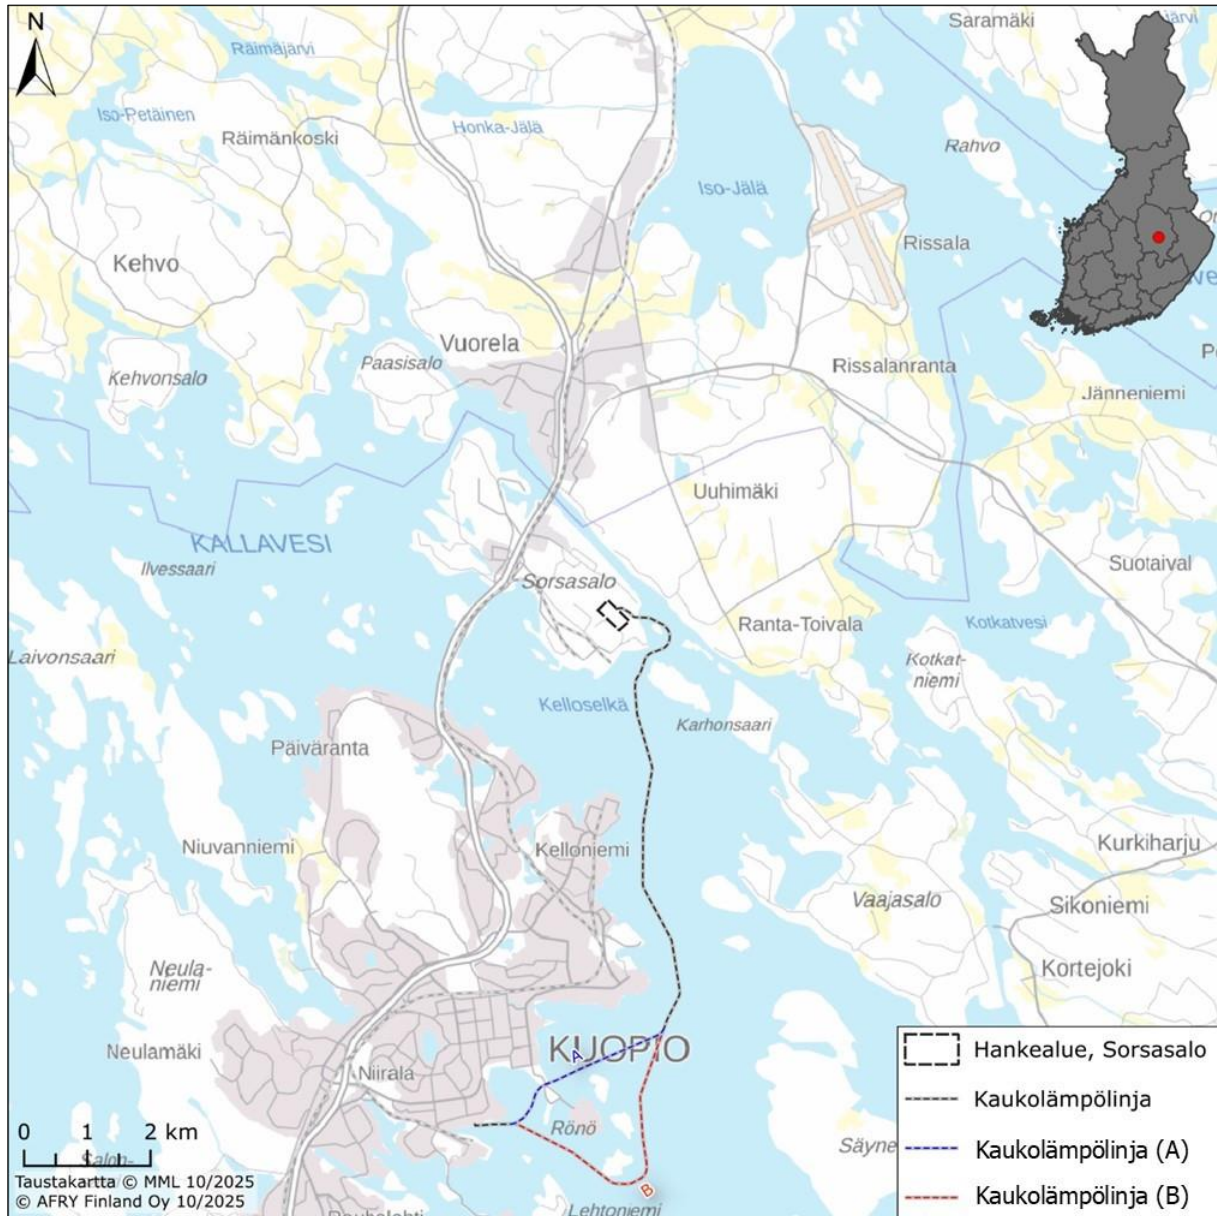 N
Saramäki
järvi
Räimäjärvi
Iso-Petäinen
Räimänkoski
Honka-Jälä
Rahvo
Iso-Jälä
Rissala
Kehvo
Vuorela
Paasisalo
Kehvonsalo
Rissalanranta
Jänneniemi
Uuhimäki
KALLAVESI
Ilvessaari
Sorsasalo
Suotaival
Ranta-Toivala
Kotkatvesi
Laivonsaari
Kotkat-
niemi
Kelloselkä
Karhonsaari
Päiväranta
Niuvanniemi
Kelloniemi
Kurkiharju
Vaajasalo
Sikoniemi
Neula-
niemi
Kortejoki
KUOPIO
A
Neulamäki
Niirala
Rönö
Säyne
B
Lehtoniemi
Hankealue, Sorsasalo
Kaukolämpölinja
Kaukolämpölinja (A)
Kaukolämpölinja (B)
0 1 2 km
Taustakartta © MML 10/2025
© AFRY Finland Oy 10/2025